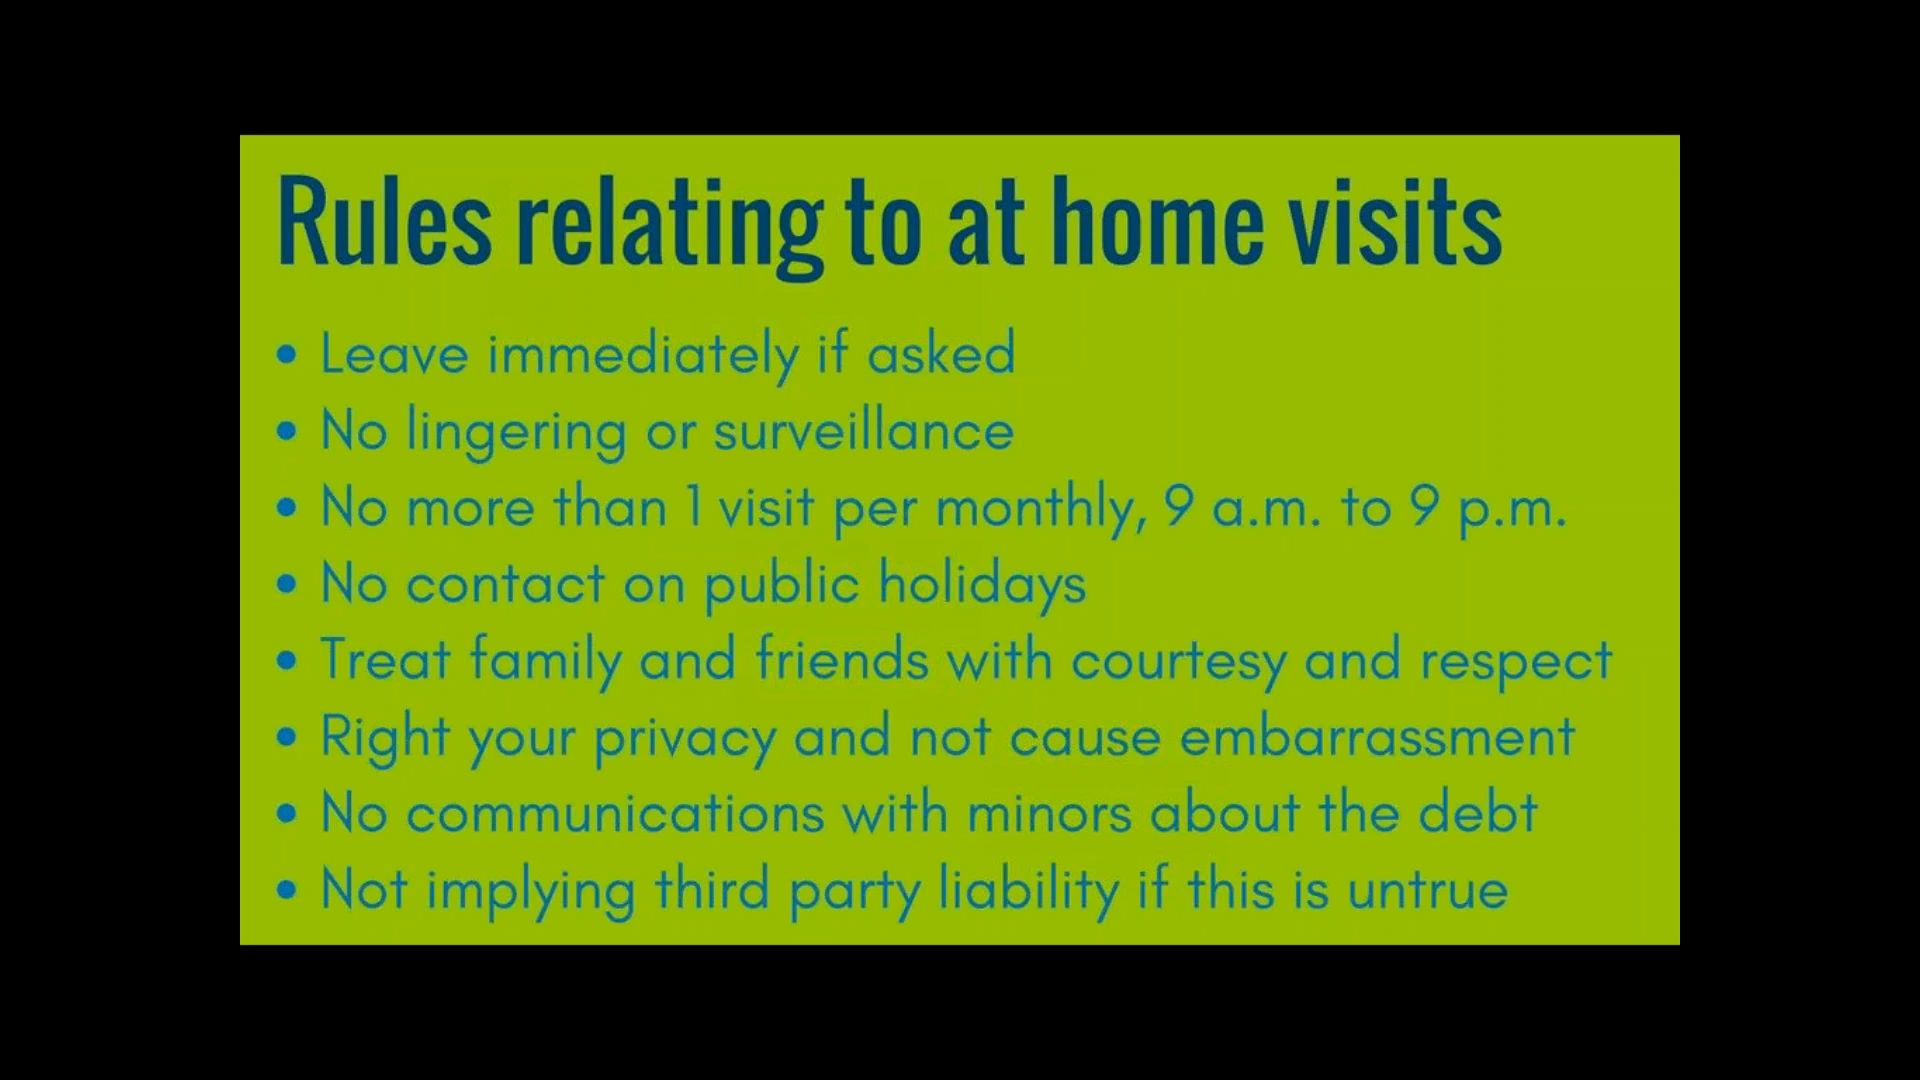 Rules relating to at home visits
• Leave immediately if asked
• No lingering or surveillance
• No more than 1 visit per monthly, 9 a.m. to 9 p.m.
• No contact on public holidays
• Treat family and friends with courtesy and respect
• Right your privacy and not cause embarrassment
• No communications with minors about the debt
• Not implying third party liability if this is untrue